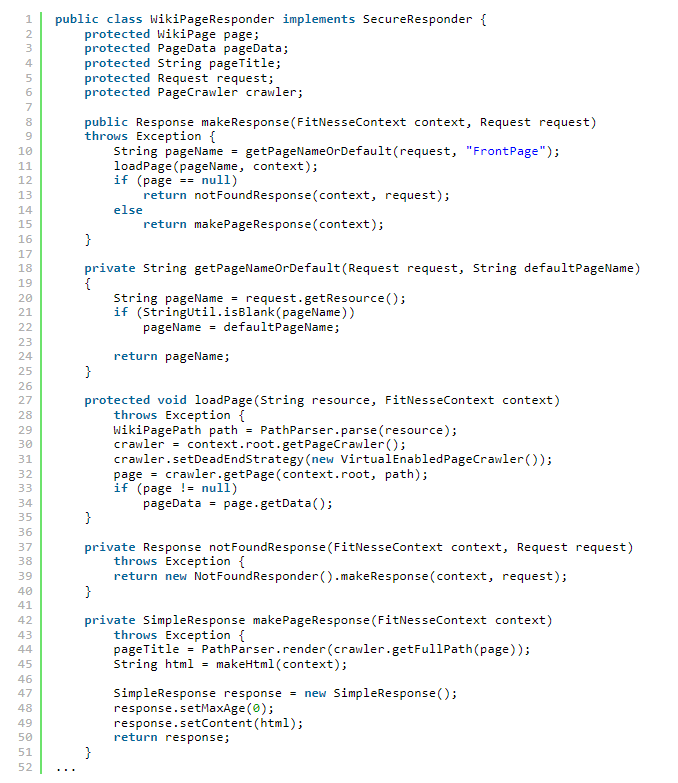 1 public class WikiPageResponder implements SecureResponder {
2     protected WikiPage page;
3     protected PageData pageData;
4     protected String pageTitle;
5     protected Request request;
6     protected PageCrawler crawler;
7
8     public Response makeResponse(FitNesseContext context, Request request)
9     throws Exception {
10         String pageName = getPageNameOrDefault(request, "FrontPage");
11         loadPage(pageName, context);
12         if (page == null)
13             return notFoundResponse(context, request);
14         else
15             return makePageResponse(context);
16     }
17
18     private String getPageNameOrDefault(Request request, String defaultPageName)
19     {
20         String pageName = request.getResource();
21         if (StringUtil.isBlank(pageName))
22             pageName = defaultPageName;
23
24         return pageName;
25     }
26
27     protected void loadPage(String resource, FitNesseContext context)
28         throws Exception {
29         WikiPagePath path = PathParser.parse(resource);
30         crawler = context.root.getPageCrawler();
31         crawler.setDeadEndStrategy(new VirtualEnabledPageCrawler());
32         page = crawler.getPage(context.root, path);
33         if (page != null)
34             pageData = page.getData();
35     }
36
37     private Response notFoundResponse(FitNesseContext context, Request request)
38         throws Exception {
39         return new NotFoundResponder().makeResponse(context, request);
40     }
41
42     private SimpleResponse makePageResponse(FitNesseContext context)
43         throws Exception {
44         pageTitle = PathParser.render(crawler.getFullPath(page));
45         String html = makeHtml(context);
46
47         SimpleResponse response = new SimpleResponse();
48         response.setMaxAge(0);
49         response.setContent(html);
50         return response;
51     }
52 ...